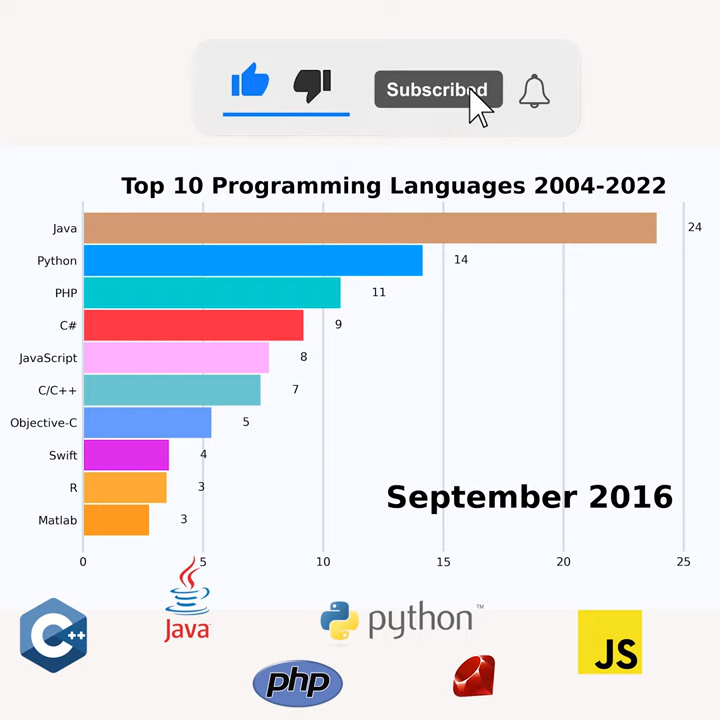 Subscribed
Top 10 Programming Languages 2004-2022
Java 24
Python 14
PHP 11
C# 9
JavaScript 8
C/C++ 7
Objective-C 5
Swift 4
R 3
Matlab 3
September 2016
0 5 10 15 20 25
C++
Java
python™
JS
php